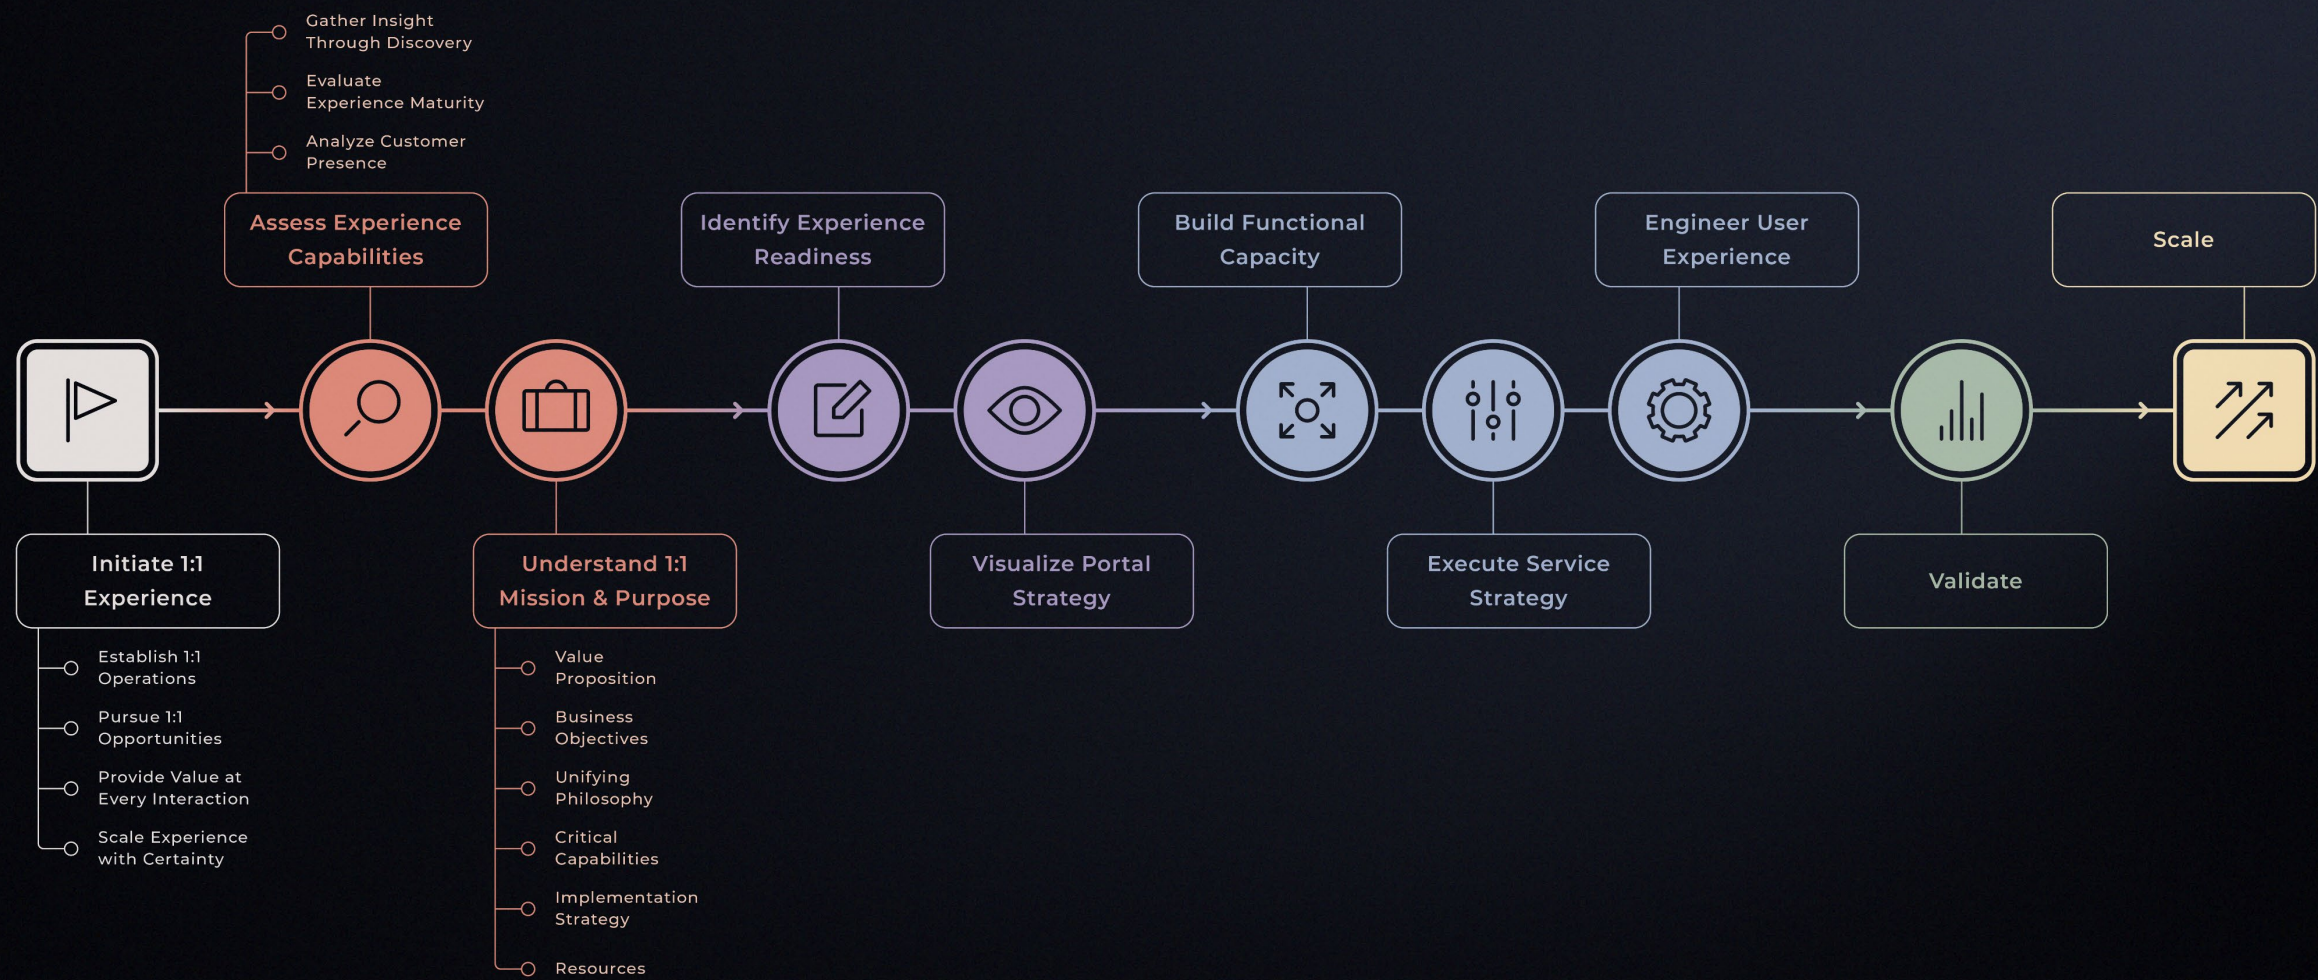 Gather Insight
Through Discovery
Evaluate
Experience Maturity
Analyze Customer
Presence
Assess Experience
Capabilities
Identify Experience
Readiness
Build Functional
Capacity
Engineer User
Experience
Scale
Initiate 1:1
Experience
Understand 1:1
Mission & Purpose
Visualize Portal
Strategy
Execute Service
Strategy
Validate
Establish 1:1
Operations
Pursue 1:1
Opportunities
Provide Value at
Every Interaction
Scale Experience
with Certainty
Value
Proposition
Business
Objectives
Unifying
Philosophy
Critical
Capabilities
Implementation
Strategy
Resources